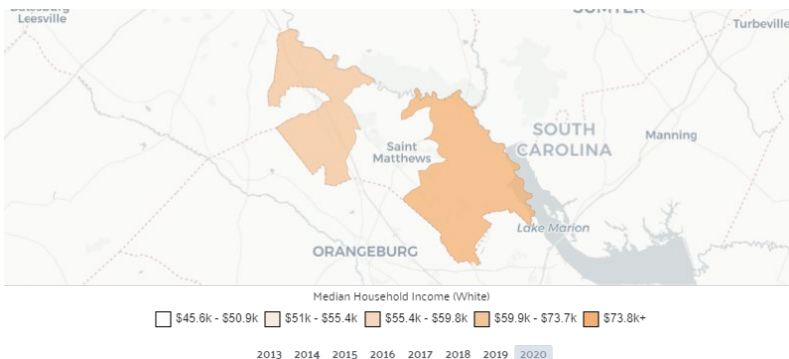 Batesburg
Leesville
SUMTER
Turbeville
SOUTH
CAROLINA
Manning
Saint
Matthews
Lake Marion
ORANGEBURG
Median Household Income (White)
$45.6k - $50.9k $51k - $55.4k $55.4k - $59.8k $59.9k - $73.7k $73.8k+
2013 2014 2015 2016 2017 2018 2019 2020